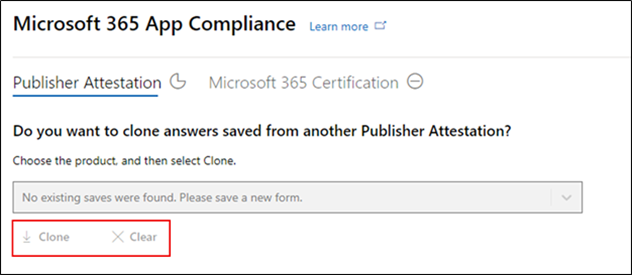 Microsoft 365 App Compliance Learn more
Publisher Attestation Microsoft 365 Certification
Do you want to clone answers saved from another Publisher Attestation?
Choose the product, and then select Clone.
No existing saves were found. Please save a new form.
Clone Clear